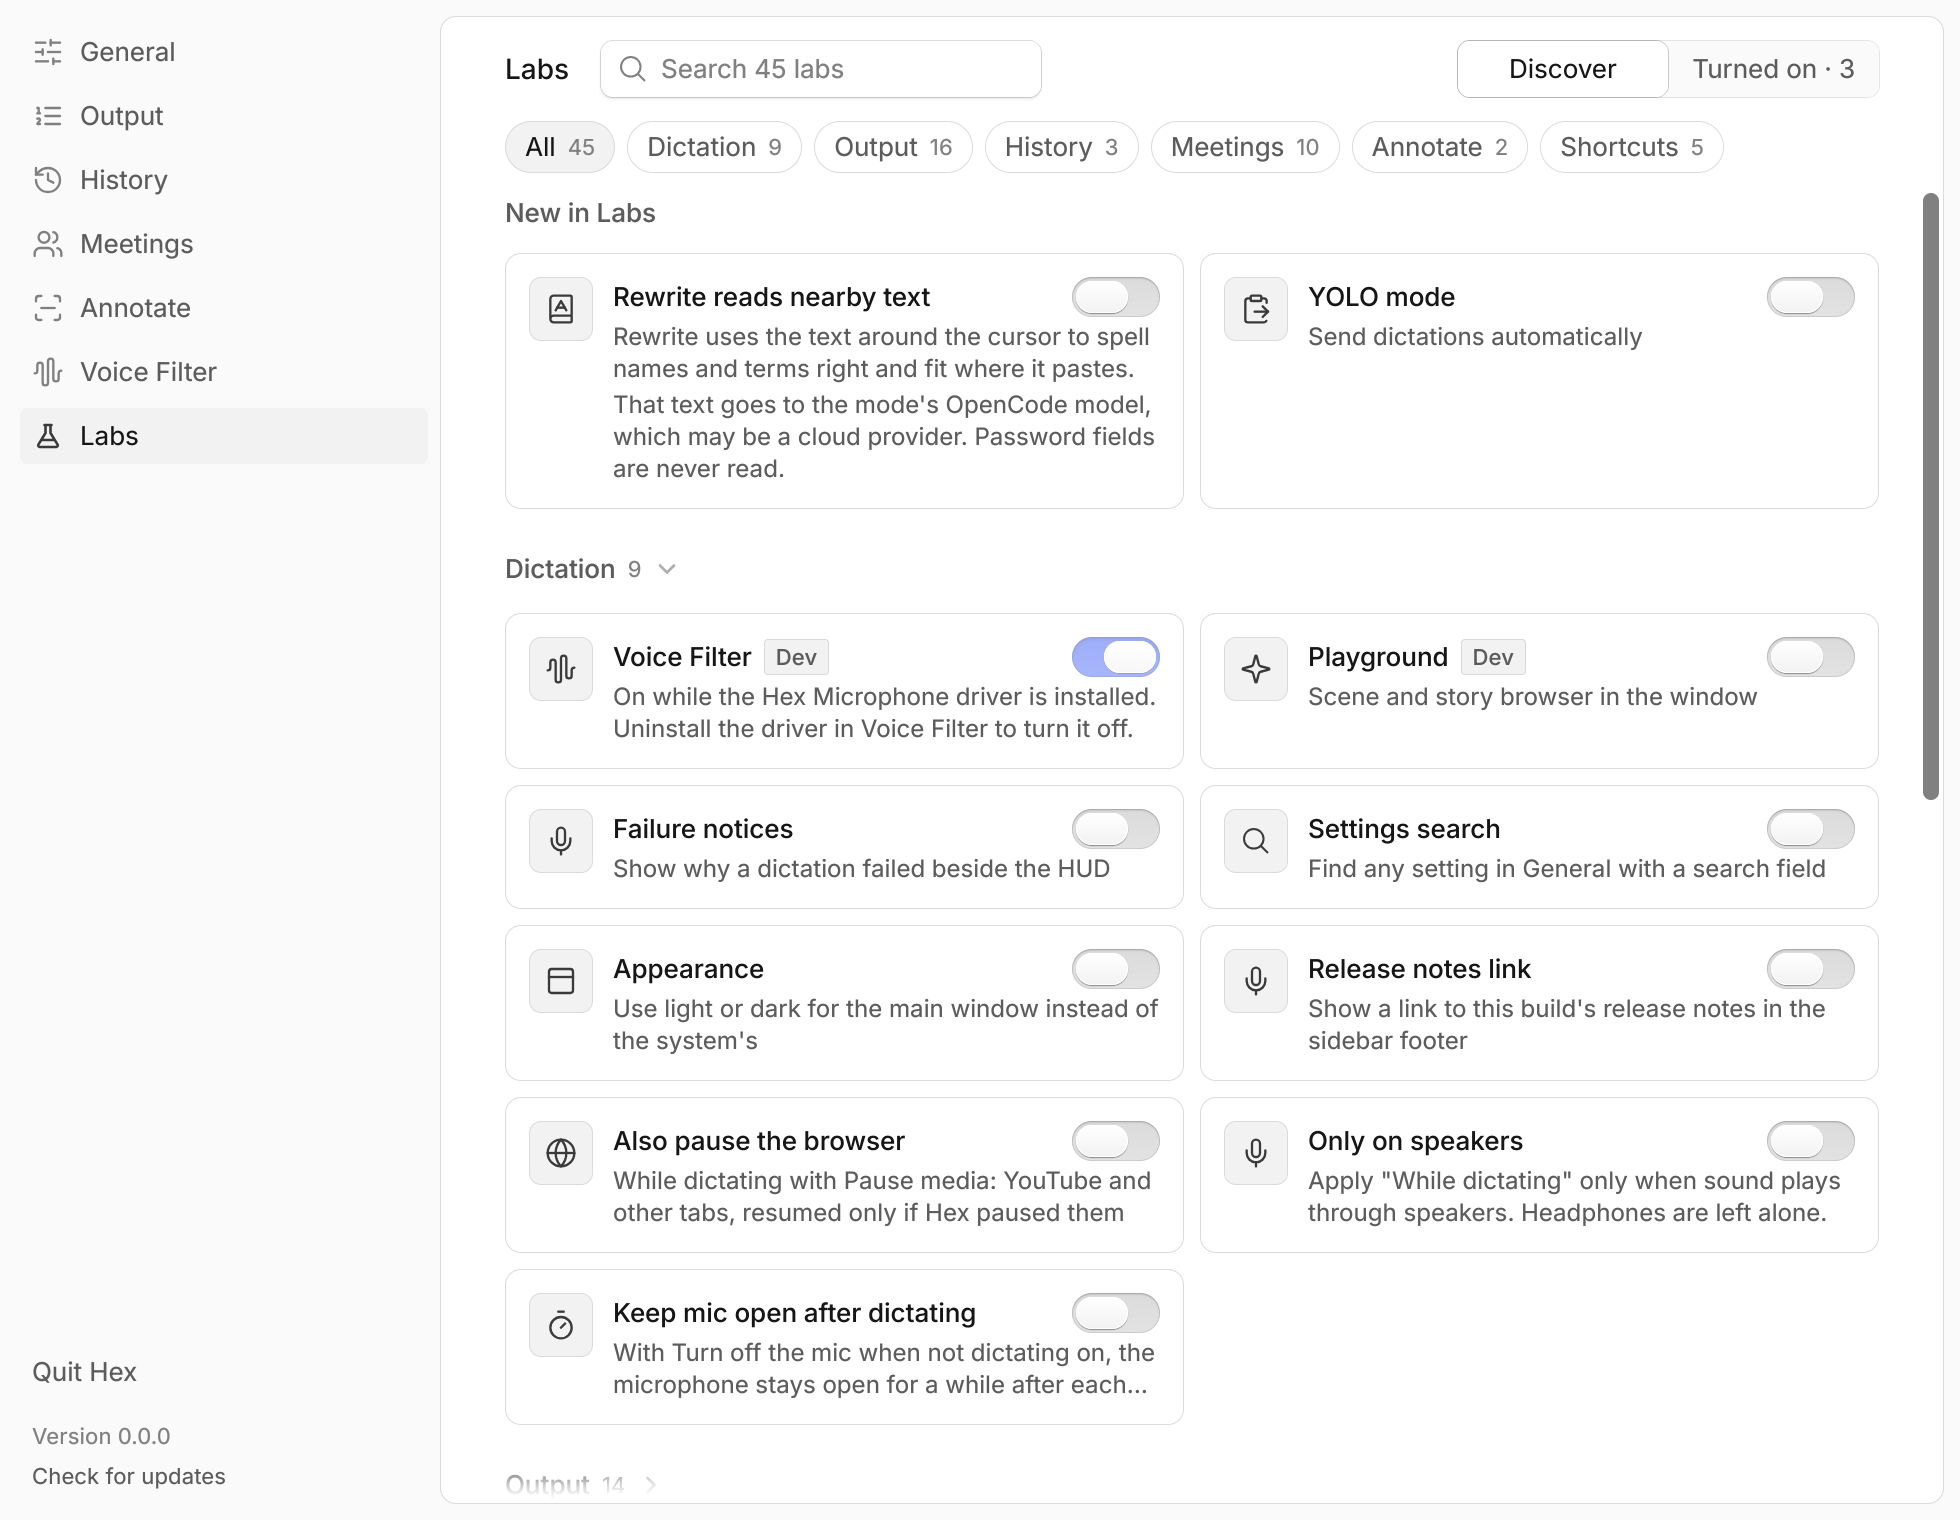 General
Output
History
Meetings
Annotate
Voice Filter
Labs
Quit Hex
Version 0.0.0
Check for updates
Labs
Search 45 labs
Discover
Turned on · 3
All 45
Dictation 9
Output 16
History 3
Meetings 10
Annotate 2
Shortcuts 5
New in Labs
Rewrite reads nearby text
Rewrite uses the text around the cursor to spell
names and terms right and fit where it pastes.
That text goes to the mode's OpenCode model,
which may be a cloud provider. Password fields
are never read.
YOLO mode
Send dictations automatically
Dictation 9
Voice Filter Dev
On while the Hex Microphone driver is installed.
Uninstall the driver in Voice Filter to turn it off.
Playground Dev
Scene and story browser in the window
Failure notices
Show why a dictation failed beside the HUD
Settings search
Find any setting in General with a search field
Appearance
Use light or dark for the main window instead of
the system's
Release notes link
Show a link to this build's release notes in the
sidebar footer
Also pause the browser
While dictating with Pause media: YouTube and
other tabs, resumed only if Hex paused them
Only on speakers
Apply "While dictating" only when sound plays
through speakers. Headphones are left alone.
Keep mic open after dictating
With Turn off the mic when not dictating on, the
microphone stays open for a while after each...
Output 14